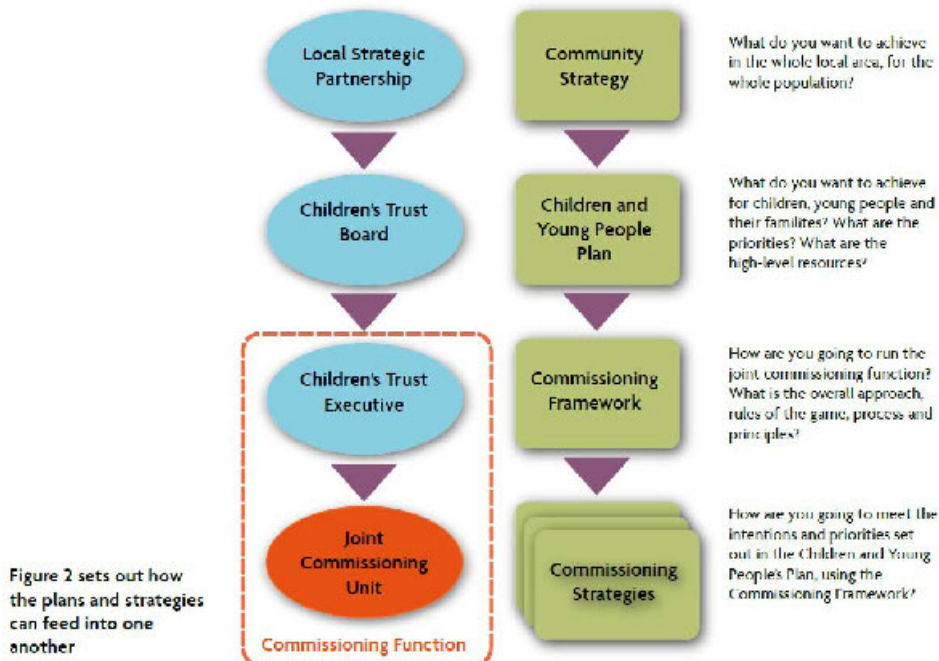 Local Strategic
Partnership
Community
Strategy
What do you want to achieve
in the whole local area, for the
whole population?
Children's Trust
Board
Children and
Young People
Plan
What do you want to achieve
for children, young people and
their familites? What are the
priorities? What are the
high-level resources?
Children's Trust
Executive
Commissioning
Framework
How are you going to run the
joint commissioning function?
What is the overall approach,
rules of the game, process and
principles?
Joint
Commissioning
Unit
Commissioning
Strategies
How are you going to meet the
intentions and priorities set
out in the Children and Young
People's Plan, using the
Commissioning Framework?
Commissioning Function
Figure 2 sets out how
the plans and strategies
can feed into one
another